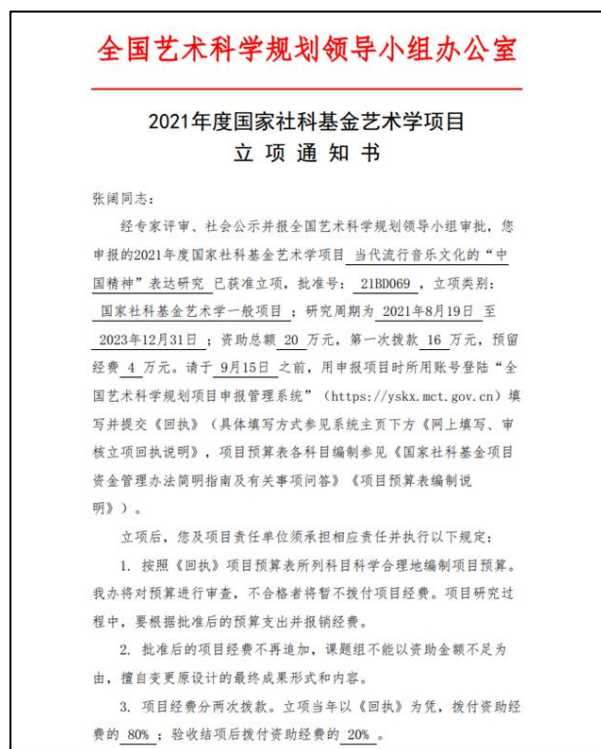 全国艺术科学规划领导小组办公室
2021年度国家社科基金艺术学项目
立 项 通 知 书
张阔同志：
经专家评审、社会公示并报全国艺术科学规划领导小组审批，您
申报的2021年度国家社科基金艺术学项目 当代流行音乐文化的“中
国精神”表达研究 已获准立项，批准号： 21BD069 ，立项类别：
国家社科基金艺术学一般项目 ；研究周期为 2021年8月19日 至
2023年12月31日 ；资助总额 20 万元，第一次拨款 16 万元，预留
经费 4 万元。请于 9月15日 之前，用申报项目时所用账号登陆“全
国艺术科学规划项目申报管理系统”（https://yskx.mct.gov.cn）填
写并提交《回执》（具体填写方式参见系统主页下方《网上填写、审
核立项回执说明》，项目预算表各科目编制参见《国家社科基金项目
资金管理办法简明指南及有关事项问答》《项目预算表编制说
明》）。
立项后，您及项目责任单位须承担相应责任并执行以下规定：
1. 按照《回执》项目预算表所列科目科学合理地编制项目预算。
我办将对预算进行审查，不合格者将暂不拨付项目经费。项目研究过
程中，要根据批准后的预算支出并报销经费。
2. 批准后的项目经费不再追加，课题组不能以资助金额不足为
由，擅自变更原设计的最终成果形式和内容。
3. 项目经费分两次拨款。立项当年以《回执》为凭，拨付资助经
费的 80% ；验收结项后拨付资助经费的 20% 。